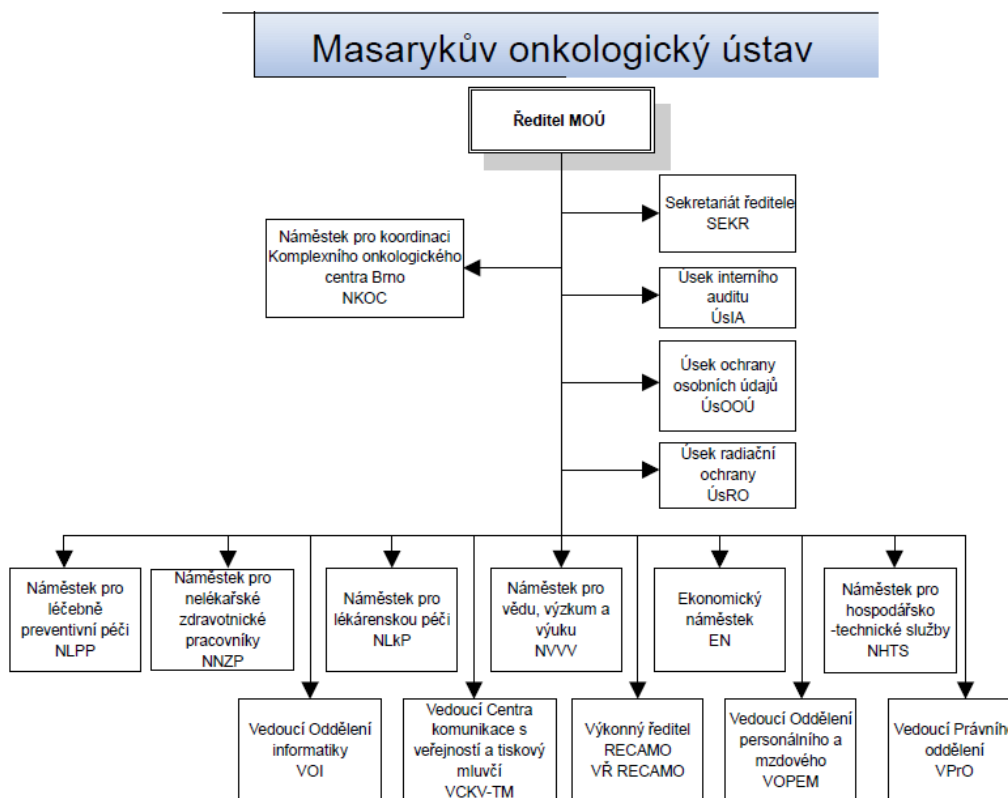 Masarykův onkologický ústav
Ředitel MOÚ
Sekretariát ředitele
SEKR
Náměstek pro koordinaci
Komplexního onkologického
centra Brno
NKOC
Úsek interního
auditu
ÚsIA
Úsek ochrany
osobních údajů
ÚsOOÚ
Úsek radiační
ochrany
ÚsRO
Náměstek pro
léčebně
preventivní péči
NLPP
Náměstek pro
nelékařské
zdravotnické
pracovníky
NNZP
Náměstek pro
lékárenskou péči
NLkP
Náměstek pro
vědu, výzkum a
výuku
NVVV
Ekonomický
náměstek
EN
Náměstek pro
hospodářsko
-technické služby
NHTS
Vedoucí Oddělení
informatiky
VOI
Vedoucí Centra
komunikace s
veřejností a tiskový
mluvčí
VCKV-TM
Výkonný ředitel
RECAMO
VŘ RECAMO
Vedoucí Oddělení
personálního a
mzdového
VOPEM
Vedoucí Právního
oddělení
VPrO